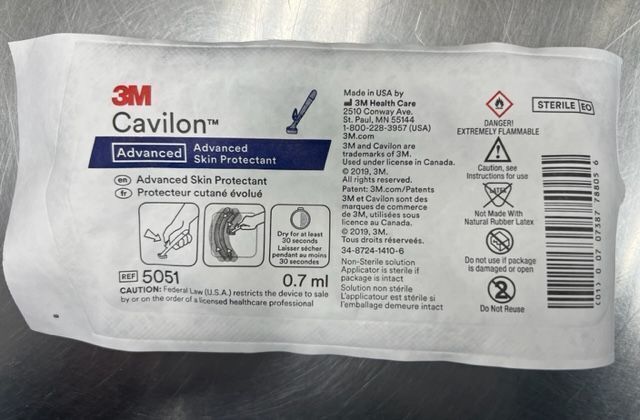 3M
Cavilon™
Advanced Advanced
Skin Protectant
en Advanced Skin Protectant
fr Protecteur cutané évolué
Dry for at least
30 seconds
Laisser sécher
pendant au moins
30 secondes
REF 5051
0.7 ml
CAUTION: Federal Law (U.S.A.) restricts the device to sale
by or on the order of a licensed healthcare professional
Made in USA by
3M Health Care
2510 Conway Ave.
St. Paul, MN 55144
1-800-228-3957 (USA)
3M.com
3M and Cavilon are
trademarks of 3M.
Used under license in Canada.
© 2019, 3M.
All rights reserved.
Patent: 3M.com/Patents
3M et Cavilon sont des
marques de commerce
de 3M, utilisées sous
licence au Canada.
© 2019, 3M.
Tous droits réservés.
34-8724-1410-6
Non-Sterile solution
Applicator is sterile if
package is intact
Solution non stérile
L'applicateur est stérile si
l'emballage demeure intact
DANGER!
EXTREMELY FLAMMABLE
Caution, see
Instructions for use
LATEX
Not Made With
Natural Rubber Latex
Do not use if package
is damaged or open
2
Do Not Reuse
STERILE EO
(01) 0 07 07387 78805 6